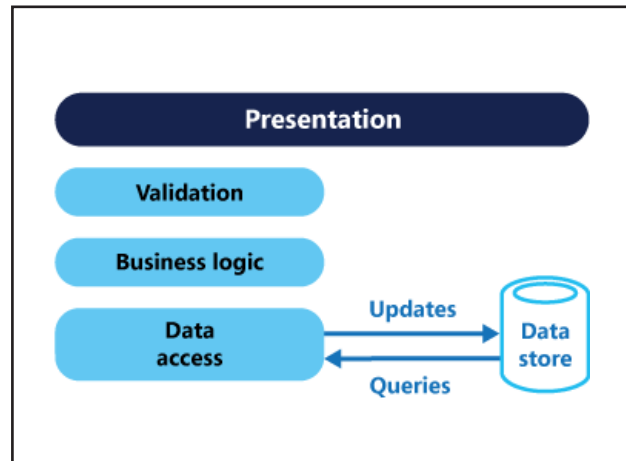 Presentation
Validation
Business logic
Data
access
Updates
Queries
Data
store